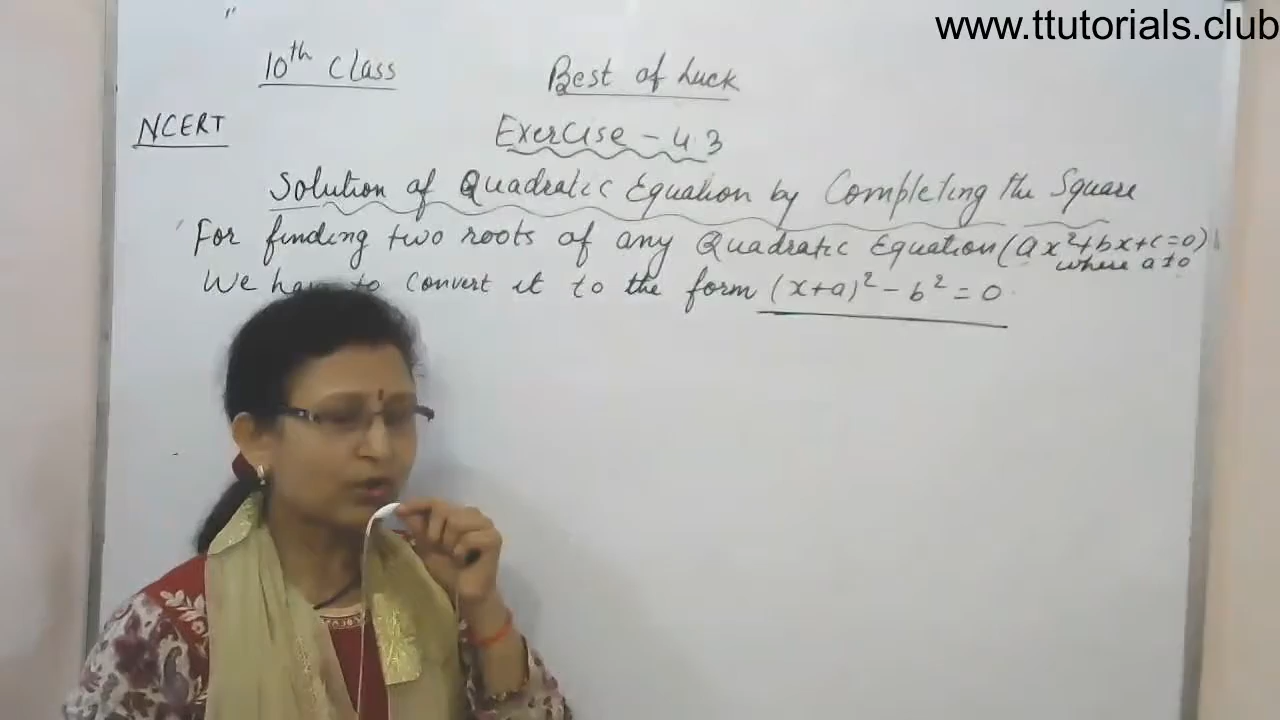 www.ttutorials.club
10th Class
Best of Luck
NCERT
Exercise - 4.3
Solution of Quadratic Equation by Completing the Square
For finding two roots of any Quadratic Equation (ax²+bx+c=0)
where a≠0
We have to convert it to the form (x+a)² - b² = 0